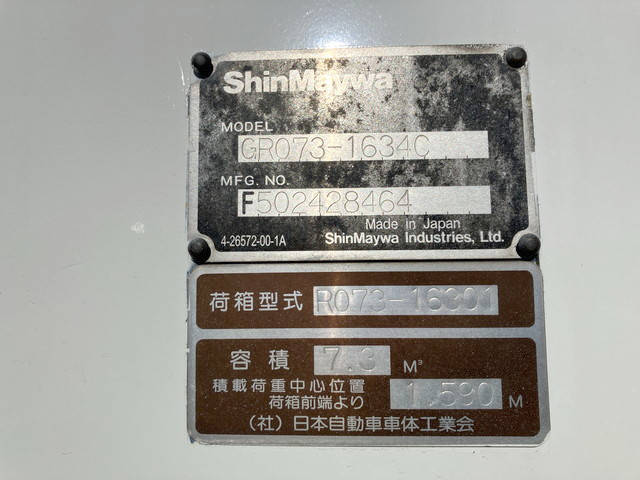 ShinMaywa
MODEL
GR073-1634C
MFG. NO.
F502428464
Made in Japan
4-26572-00-1A ShinMaywa Industries, Ltd.
荷箱型式 R073-16301
容積 7.3 M³
積載荷重中心位置
荷箱前端より 1.590 M
（社）日本自動車車体工業会